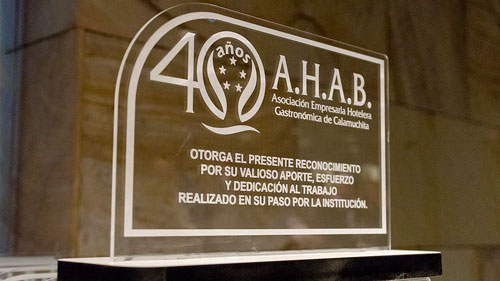 40 años
A.H.A.B.
Asociación Empresaria Hotelera
Gastronómica de Calamuchita
OTORGA EL PRESENTE RECONOCIMIENTO
POR SU VALIOSO APORTE, ESFUERZO
Y DEDICACIÓN AL TRABAJO
REALIZADO EN SU PASO POR LA INSTITUCIÓN.